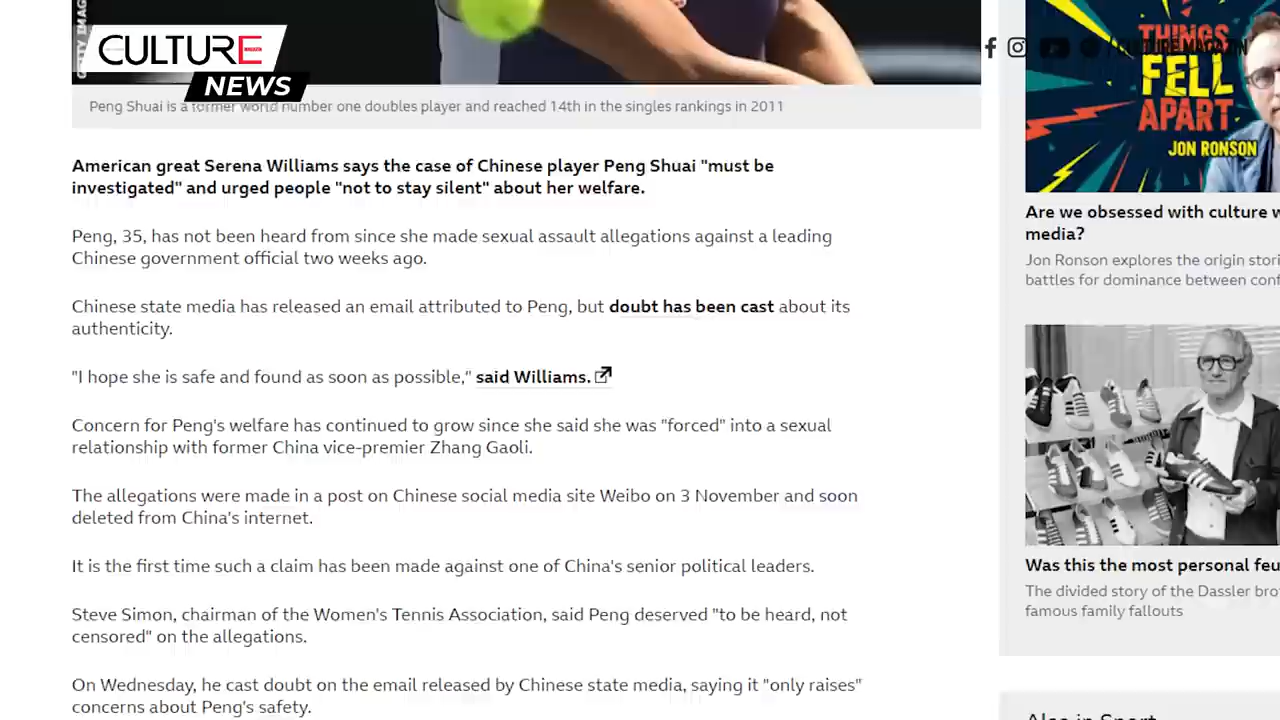 CULTURE
NEWS
Peng Shuai is a former world number one doubles player and reached 14th in the singles rankings in 2011
American great Serena Williams says the case of Chinese player Peng Shuai "must be
investigated" and urged people "not to stay silent" about her welfare.
Peng, 35, has not been heard from since she made sexual assault allegations against a leading
Chinese government official two weeks ago.
Chinese state media has released an email attributed to Peng, but doubt has been cast about its
authenticity.
"I hope she is safe and found as soon as possible," said Williams.
Concern for Peng's welfare has continued to grow since she said she was "forced" into a sexual
relationship with former China vice-premier Zhang Gaoli.
The allegations were made in a post on Chinese social media site Weibo on 3 November and soon
deleted from China's internet.
It is the first time such a claim has been made against one of China's senior political leaders.
Steve Simon, chairman of the Women's Tennis Association, said Peng deserved "to be heard, not
censored" on the allegations.
On Wednesday, he cast doubt on the email released by Chinese state media, saying it "only raises"
concerns about Peng's safety.
THINGS
FELL
APART
JON RONSON
Are we obsessed with culture
media?
Jon Ronson explores the origin
battles for dominance between
Was this the most personal
The divided story of the Dassler
famous family fallouts
Also in Sport